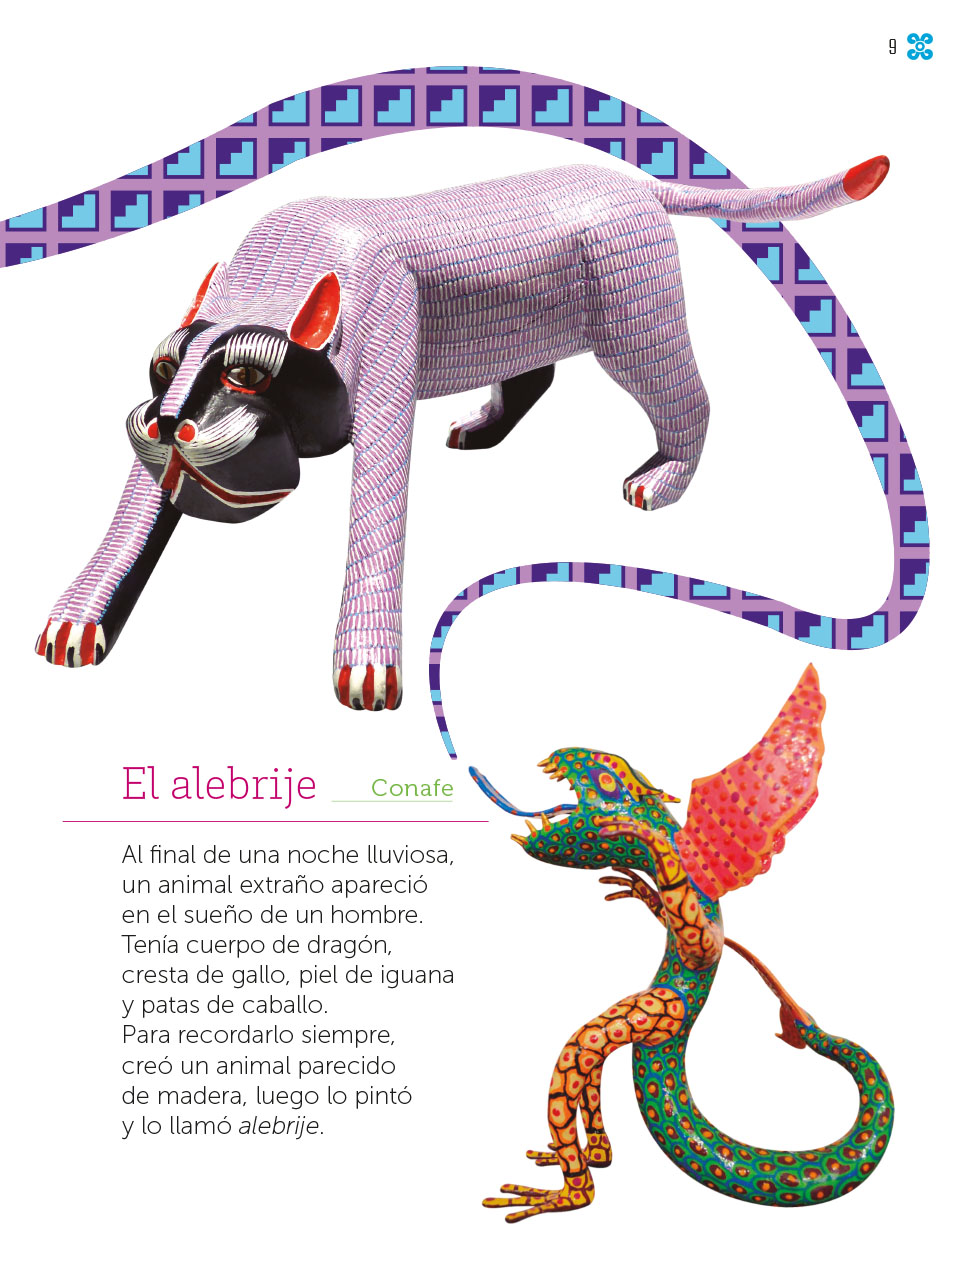 9
El alebrije
Conafe
Al final de una noche lluviosa,
un animal extraño apareció
en el sueño de un hombre.
Tenía cuerpo de dragón,
cresta de gallo, piel de iguana
y patas de caballo.
Para recordarlo siempre,
creó un animal parecido
de madera, luego lo pintó
y lo llamó alebrije.